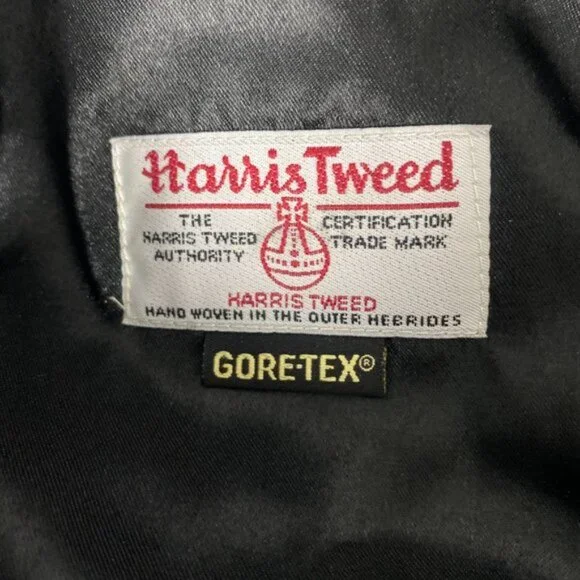 Harris Tweed
THE
HARRIS TWEED
AUTHORITY
CERTIFICATION
TRADE MARK
HARRIS TWEED
HAND WOVEN IN THE OUTER HEBRIDES
GORE-TEX®